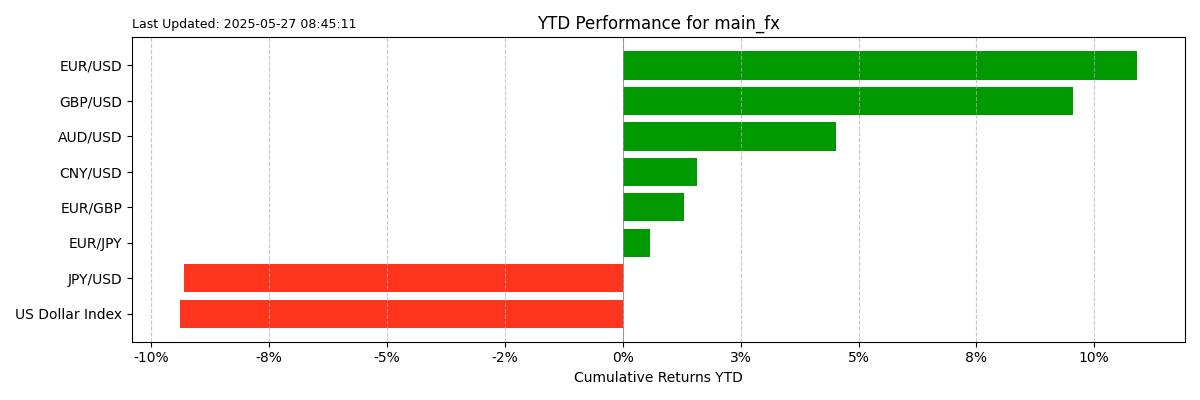 Last Updated: 2025-05-27 08:45:11
YTD Performance for main_fx
EUR/USD
GBP/USD
AUD/USD
CNY/USD
EUR/GBP
EUR/JPY
JPY/USD
US Dollar Index
-10% -8% -5% -2% 0% 3% 5% 8% 10%
Cumulative Returns YTD